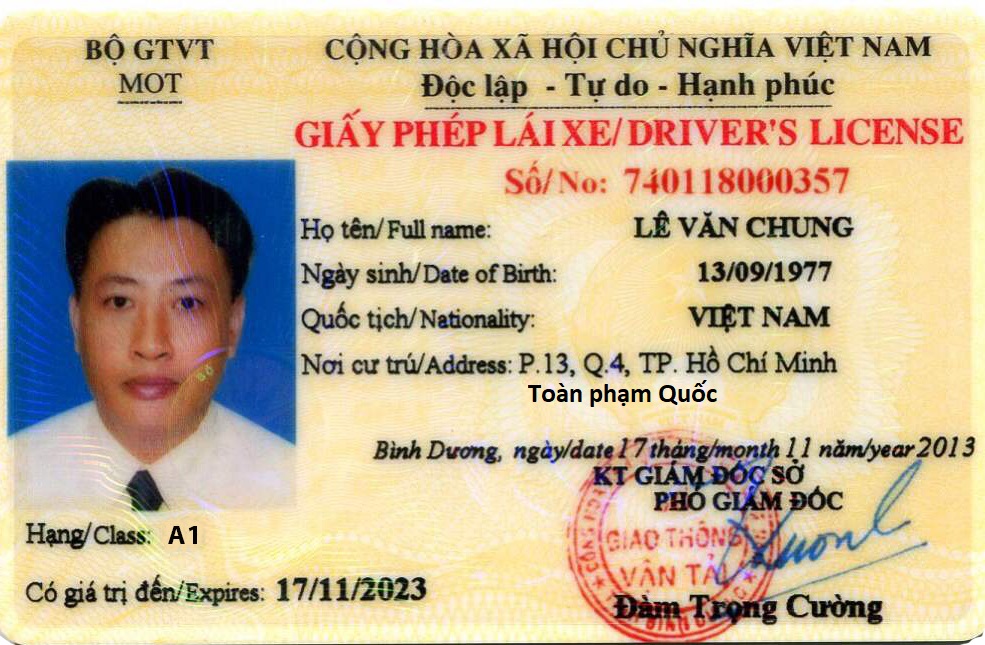 BỘ GTVT
MOT
CỘNG HÒA XÃ HỘI CHỦ NGHĨA VIỆT NAM
Độc lập - Tự do - Hạnh phúc
GIẤY PHÉP LÁI XE/ DRIVER'S LICENSE
Số/ No: 740118000357
Họ tên/ Full name: LÊ VĂN CHUNG
Ngày sinh/ Date of Birth: 13/09/1977
Quốc tịch/ Nationality: VIỆT NAM
Nơi cư trú/ Address: P.13, Q.4, TP. Hồ Chí Minh
Toàn phạm Quốc
Bình Dương, ngày/date 17 tháng/month 11 năm/year 2013
KT GIÁM ĐỐC SỞ
PHÓ GIÁM ĐỐC
GIAO THÔNG
VẬN TẢI
Đàm Trọng Cường
Hạng/ Class: A1
Có giá trị đến/Expires: 17/11/2023